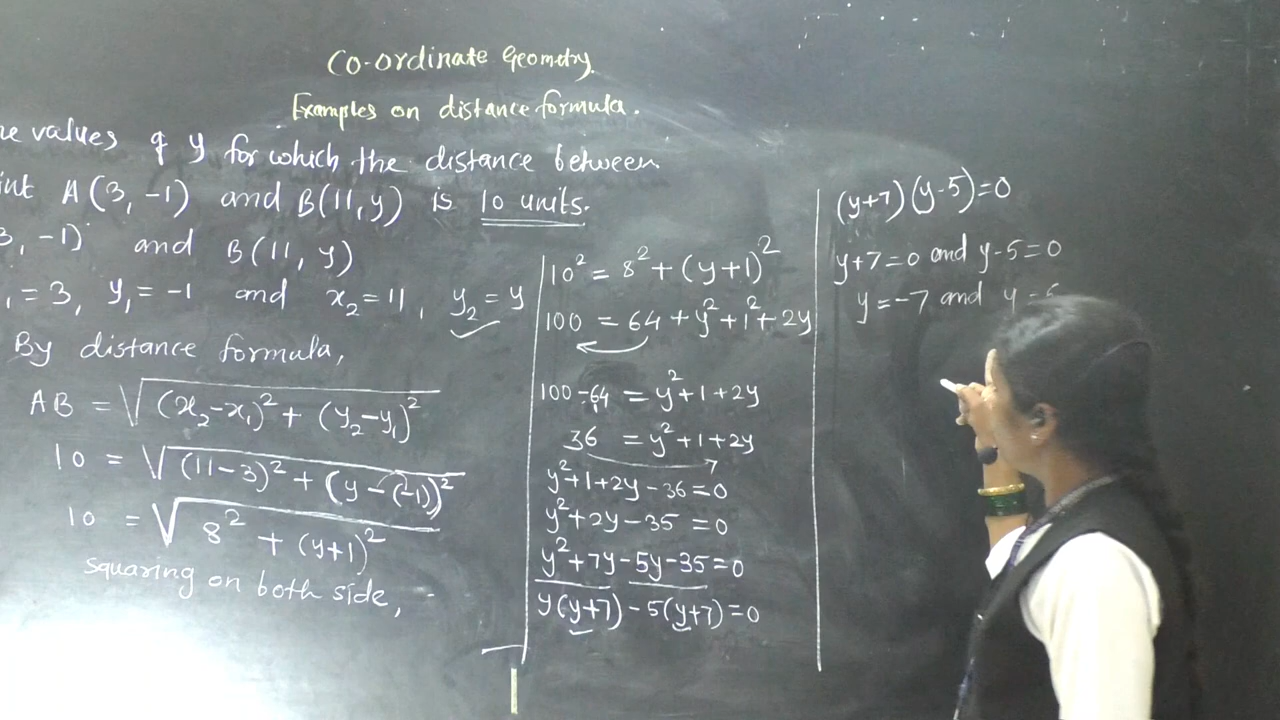 Co-ordinate Geometry.
Examples on distance formula.
values of y for which the distance between
A(3, -1) and B(11, y) is 10 units.
3, -1) and B(11, y)
1 = 3, y₁ = -1 and x₂ = 11, y₂ = y
By distance formula,
AB = √(x₂-x₁)² + (y₂-y₁)²
10 = √(11-3)² + (y-(-1))²
10 = √8² + (y+1)²
squaring on both side,
10² = 8² + (y+1)²
100 = 64 + y² + 1² + 2y
100-64 = y²+1+2y
36 = y²+1+2y
y²+1+2y-36=0
y²+2y-35=0
y²+7y-5y-35=0
y(y+7)-5(y+7)=0
(y+7)(y-5)=0
y+7=0 and y-5=0
y=-7 and y